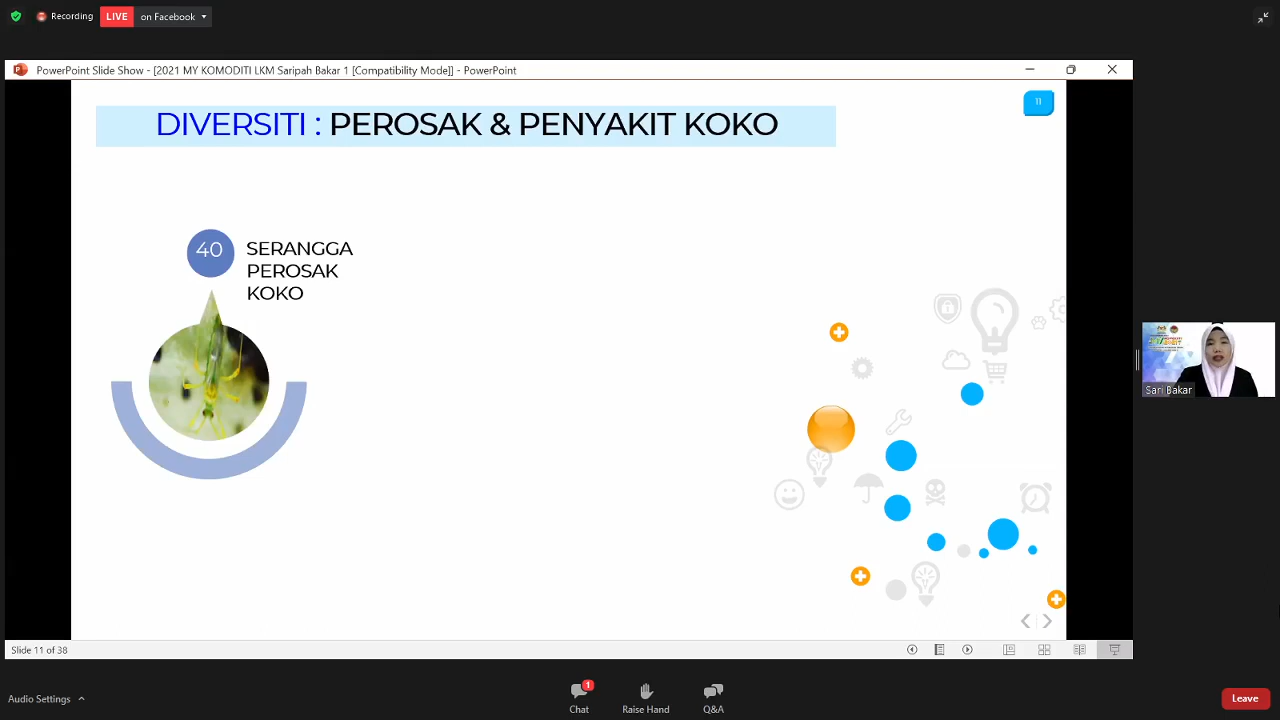 Recording
LIVE
on Facebook
PowerPoint Slide Show - [2021 MY KOMODITI LKM Saripah Bakar 1 [Compatibility Mode]] - PowerPoint
11
DIVERSITI : PEROSAK & PENYAKIT KOKO
40
SERANGGA
PEROSAK
KOKO
Sari Bakar
Slide 11 of 38
Audio Settings
1
Chat
Raise Hand
Q&A
Leave